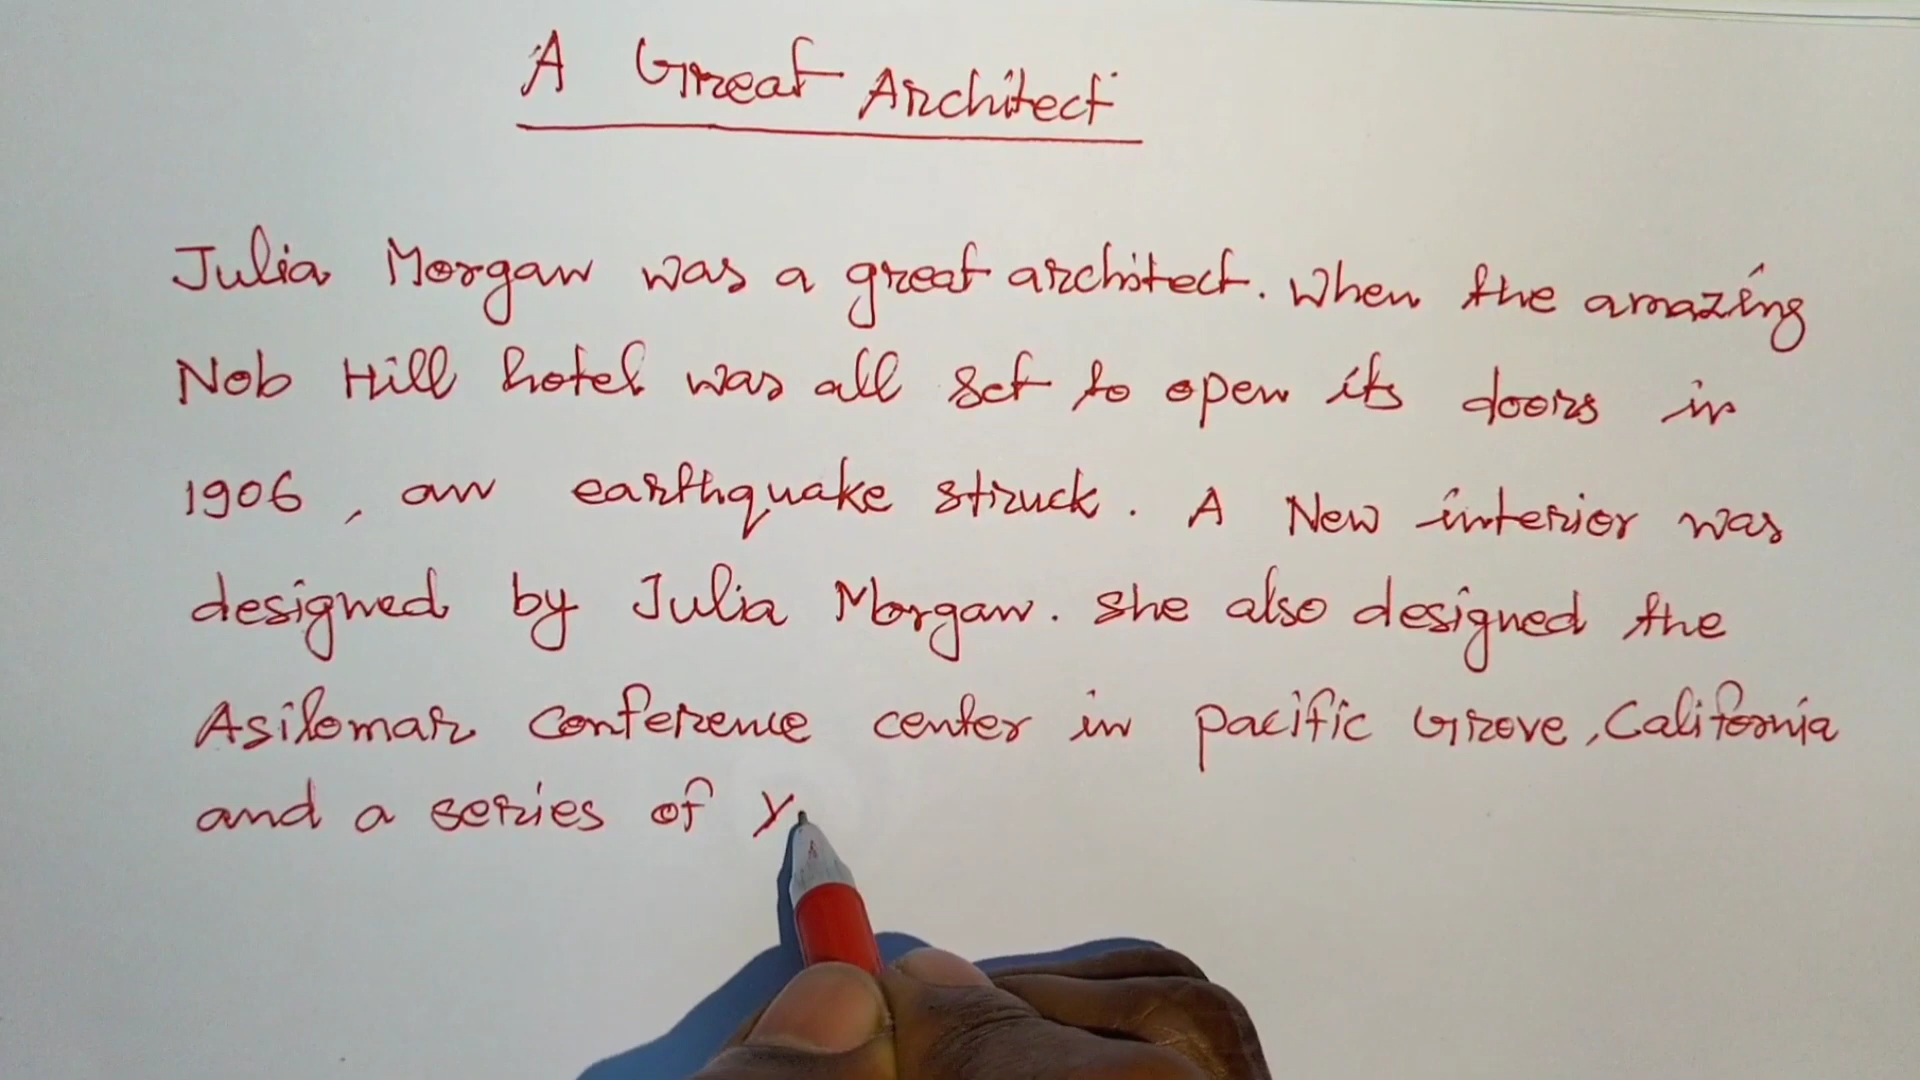 A Great Architect
Julia Morgan was a great architect. When the amazing
Nob Hill hotel was all set to open its doors in
1906, an earthquake struck. A New interior was
designed by Julia Morgan. She also designed the
Asilomar Conference center in pacific Grove, California
and a series of Y